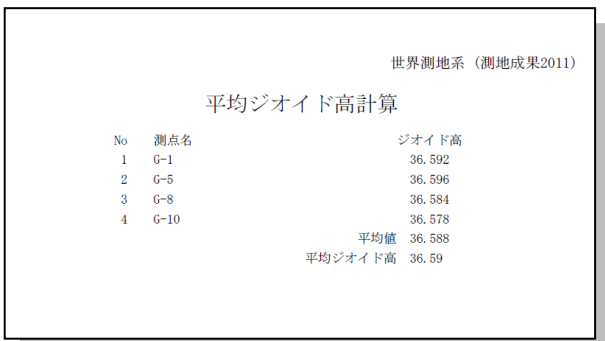 世界測地系（測地成果2011）
平均ジオイド高計算
No 測点名 ジオイド高
1 G-1 36.592
2 G-5 36.596
3 G-8 36.584
4 G-10 36.578
平均値 36.588
平均ジオイド高 36.59